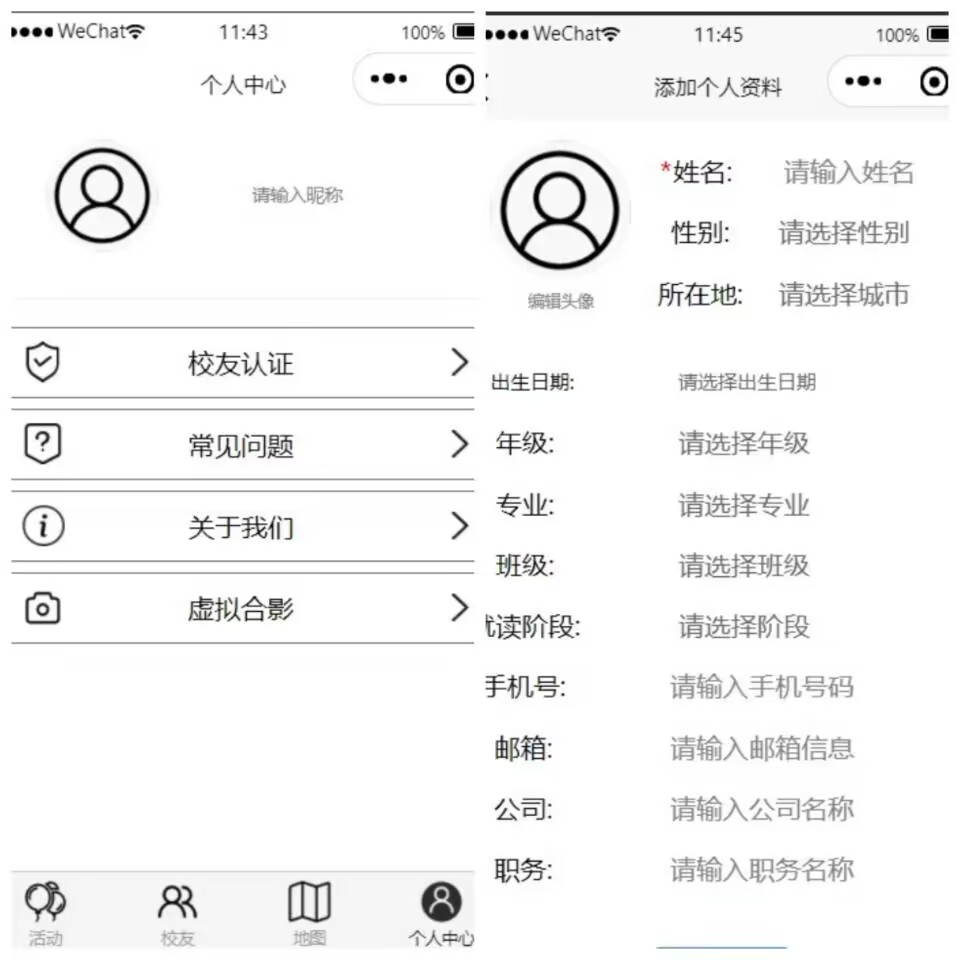 WeChat 11:43 100%
个人中心
请输入昵称
校友认证
?
常见问题
i
关于我们
虚拟合影
活动 校友 地图 个人中心
WeChat 11:45 100%
添加个人资料
*姓名: 请输入姓名
性别: 请选择性别
所在地: 请选择城市
编辑头像
出生日期: 请选择出生日期
年级: 请选择年级
专业: 请选择专业
班级: 请选择班级
读阶段: 请选择阶段
手机号: 请输入手机号码
邮箱: 请输入邮箱信息
公司: 请输入公司名称
职务: 请输入职务名称